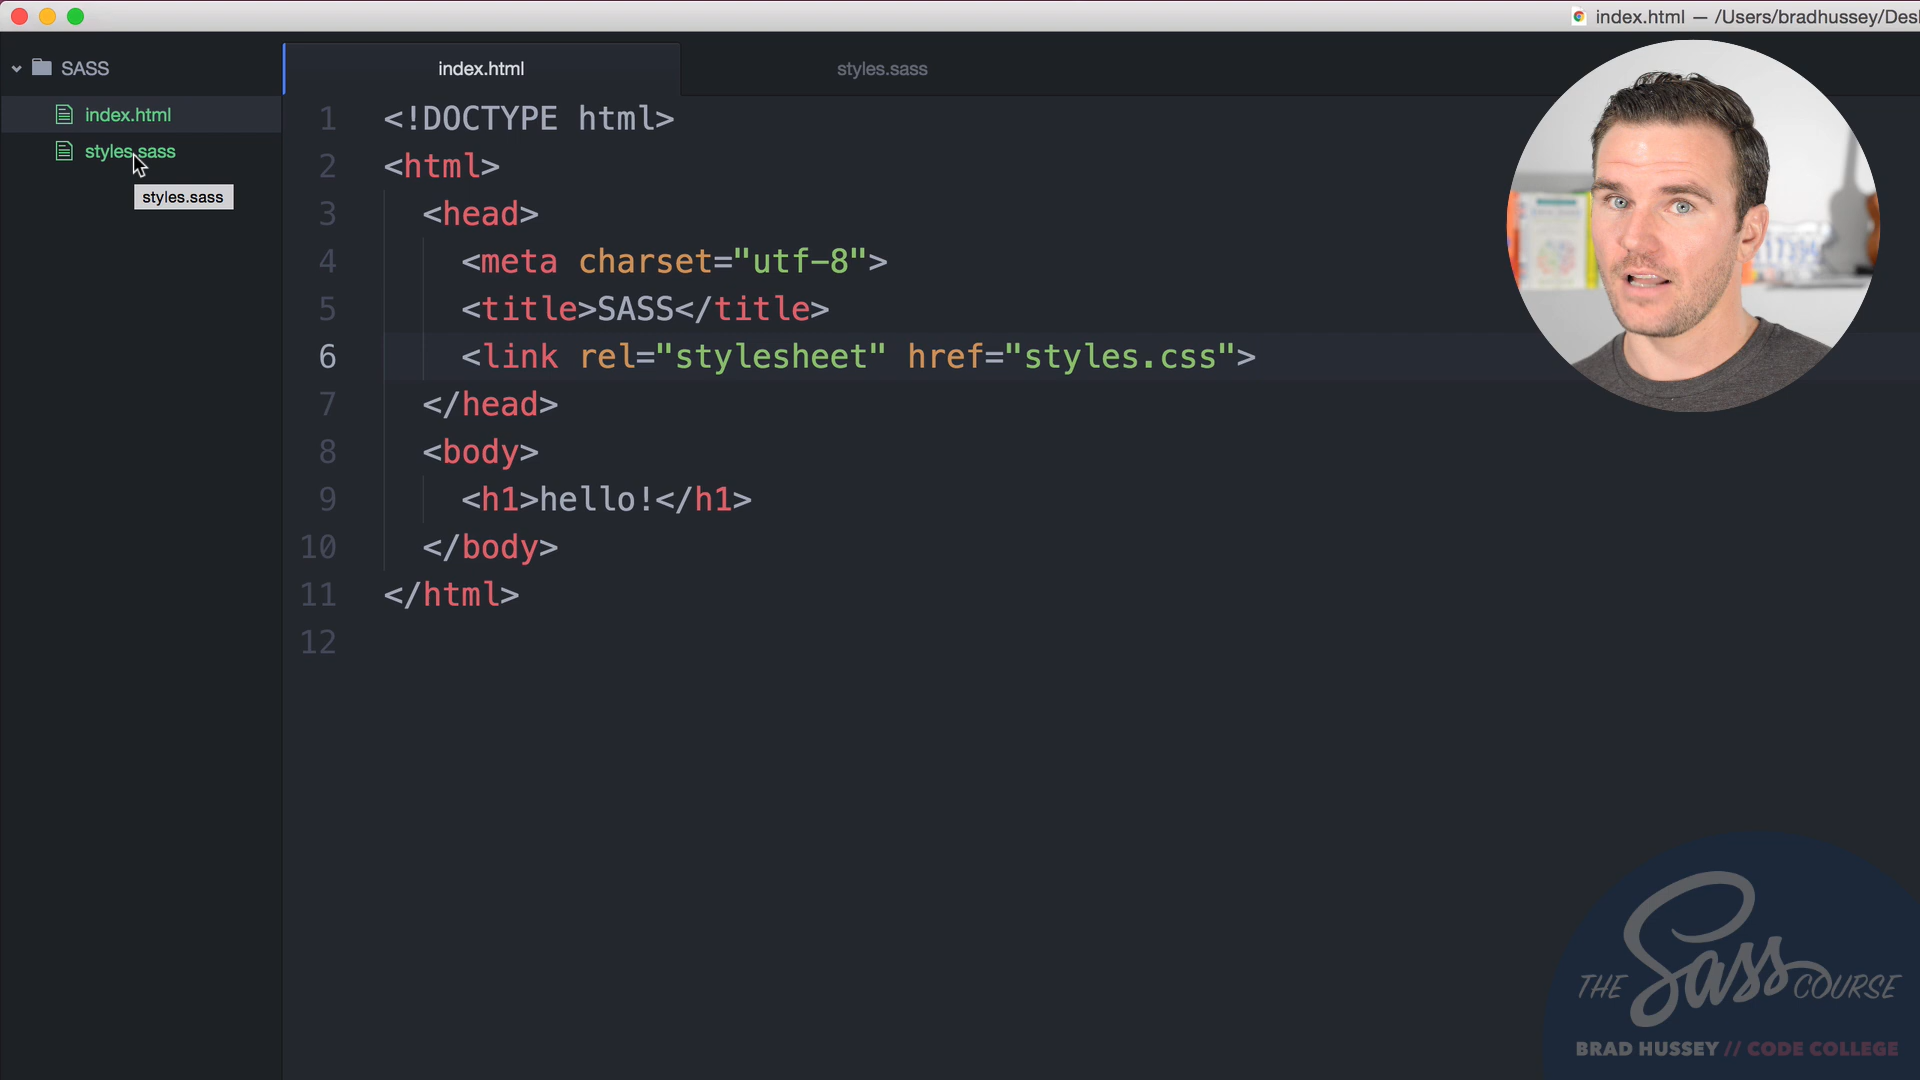 index.html — /Users/bradhussey/Des
SASS
index.html
styles.sass
styles.sass
index.html
styles.sass
1 <!DOCTYPE html>
2 <html>
3 <head>
4 <meta charset="utf-8">
5 <title>SASS</title>
6 <link rel="stylesheet" href="styles.css">
7 </head>
8 <body>
9 <h1>hello!</h1>
10 </body>
11 </html>
12
THE Sass COURSE
BRAD HUSSEY // CODE COLLEGE